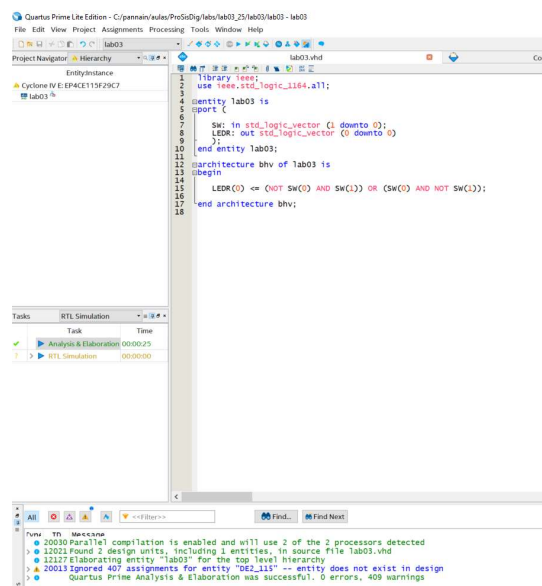 Quartus Prime Lite Edition - C:/pannain/aulas/ProSisDig/labs/lab03_25/lab03/lab03 - lab03
File Edit View Project Assignments Processing Tools Window Help
lab03
Project Navigator Hierarchy
lab03.vhd
Co
Entity:Instance
Cyclone IV E: EP4CE115F29C7
lab03
1 library ieee;
2 use ieee.std_logic_1164.all;
3
4 entity lab03 is
5 port (
6
7 SW: in std_logic_vector (1 downto 0);
8 LEDR: out std_logic_vector (0 downto 0)
9 );
10 end entity lab03;
11
12 architecture bhv of lab03 is
13 begin
14
15 LEDR(0) <= (NOT SW(0) AND SW(1)) OR (SW(0) AND NOT SW(1));
16
17 end architecture bhv;
18
Tasks RTL Simulation
Task Time
Analysis & Elaboration 00:00:25
RTL Simulation 00:00:00
All <<Filter>> Find... Find Next
Type ID Message
20030 Parallel compilation is enabled and will use 2 of the 2 processors detected
12021 Found 2 design units, including 1 entities, in source file lab03.vhd
12127 Elaborating entity "lab03" for the top level hierarchy
20013 Ignored 407 assignments for entity "DE2_115" -- entity does not exist in design
Quartus Prime Analysis & Elaboration was successful. 0 errors, 409 warnings